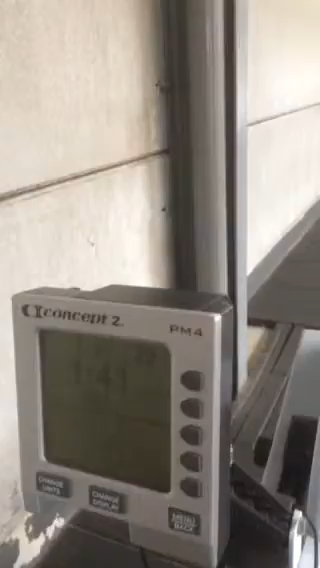 concept 2
PM4
1:41
CHANGE
UNITS
CHANGE
DISPLAY
MENU
BACK